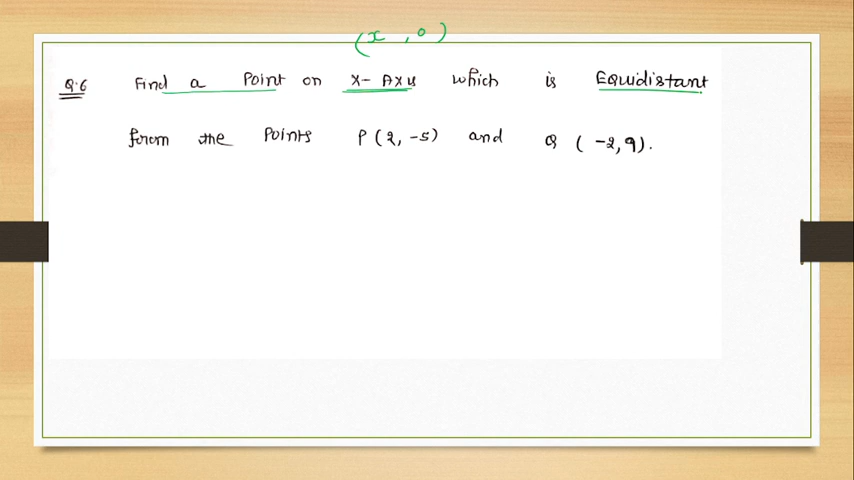 (x, 0)
Q.6 Find a Point on X-Axis which is Equidistant
from the Points P(2, -5) and Q (-2, 9).